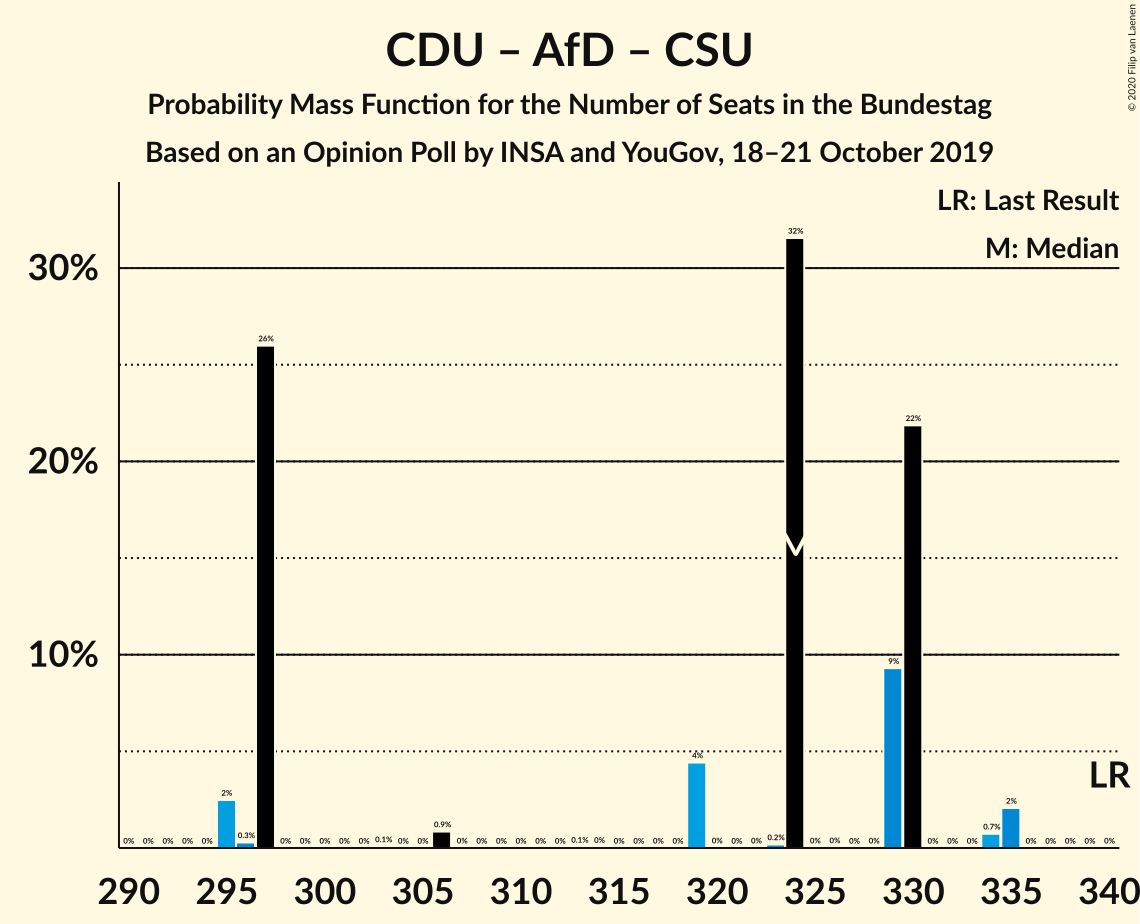 CDU – AfD – CSU
Probability Mass Function for the Number of Seats in the Bundestag
Based on an Opinion Poll by INSA and YouGov, 18–21 October 2019
© 2020 Filip van Laenen
LR: Last Result
M: Median
30%
20%
10%
0% 0% 0% 0% 0% 2% 0.3% 26% 0% 0% 0% 0% 0% 0.1% 0% 0% 0.9% 0% 0% 0% 0% 0% 0% 0.1% 0% 0% 0% 0% 0% 4% 0% 0% 0% 0.2% 32% 0% 0% 0% 0% 9% 22% 0% 0% 0% 0.7% 2% 0% 0% 0% 0% 0%
LR
290 295 300 305 310 315 320 325 330 335 340